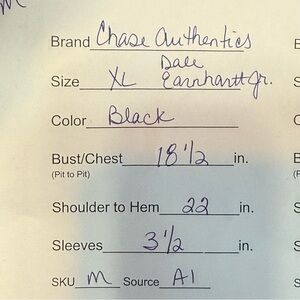 M
Brand Chase Authentics
Dale
Size XL Earnhardt Jr.
Color Black
Bust/Chest 18 1/2 in.
(Pit to Pit)
Shoulder to Hem 22 in.
Sleeves 3 1/2 in.
SKU M Source A1